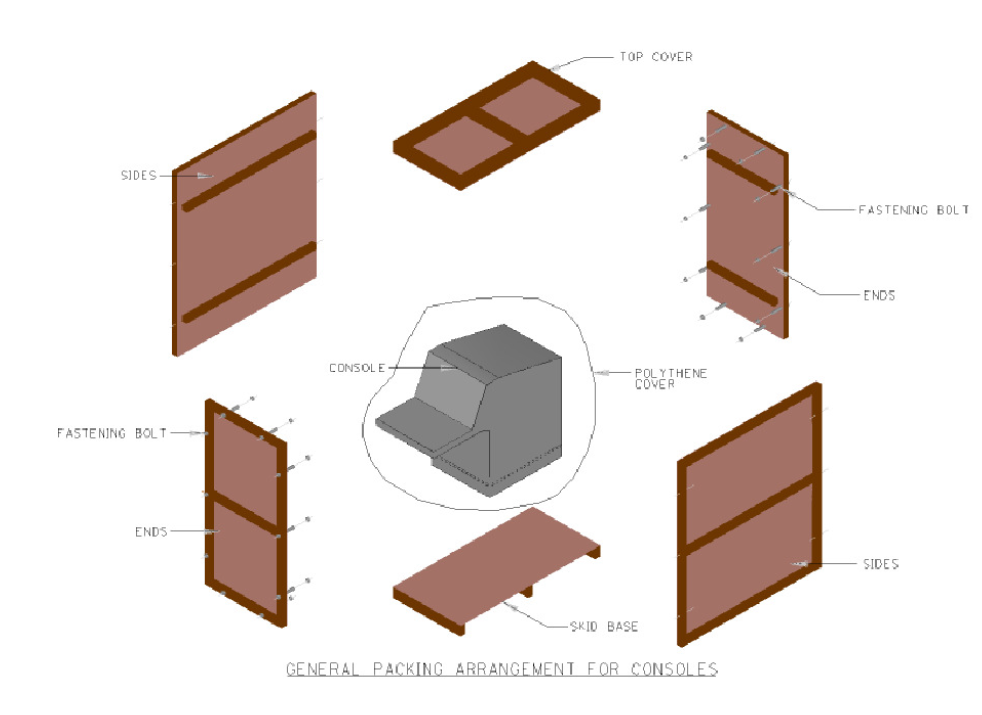 TOP COVER
SIDES
FASTENING BOLT
ENDS
CONSOLE
POLYTHENE
COVER
FASTENING BOLT
ENDS
SIDES
SKID BASE
GENERAL PACKING ARRANGEMENT FOR CONSOLES